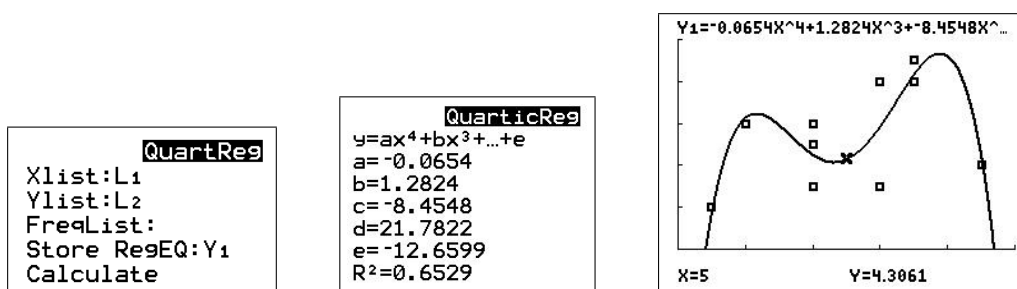 QuartReg
Xlist:L₁
Ylist:L₂
FreqList:
Store RegEQ:Y₁
Calculate
QuarticReg
y=ax⁴+bx³+…+e
a=⁻0.0654
b=1.2824
c=⁻8.4548
d=21.7822
e=⁻12.6599
R²=0.6529
Y₁=⁻0.0654X^4+1.2824X^3+⁻8.4548X^…
X=5 Y=4.3061